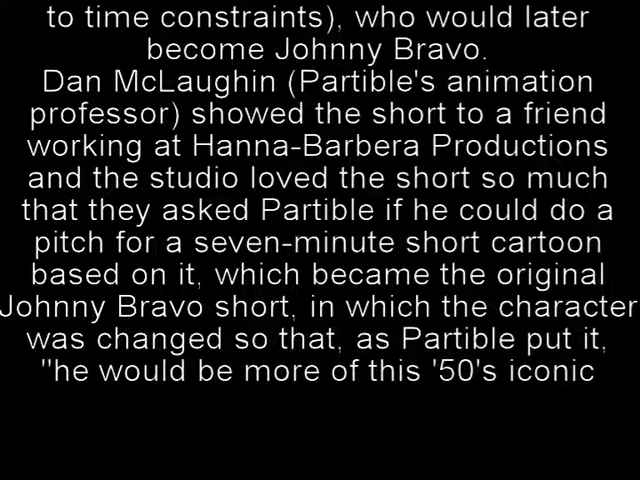 to time constraints), who would later
become Johnny Bravo.
Dan McLaughin (Partible's animation
professor) showed the short to a friend
working at Hanna-Barbera Productions
and the studio loved the short so much
that they asked Partible if he could do a
pitch for a seven-minute short cartoon
based on it, which became the original
Johnny Bravo short, in which the character
was changed so that, as Partible put it,
"he would be more of this '50's iconic